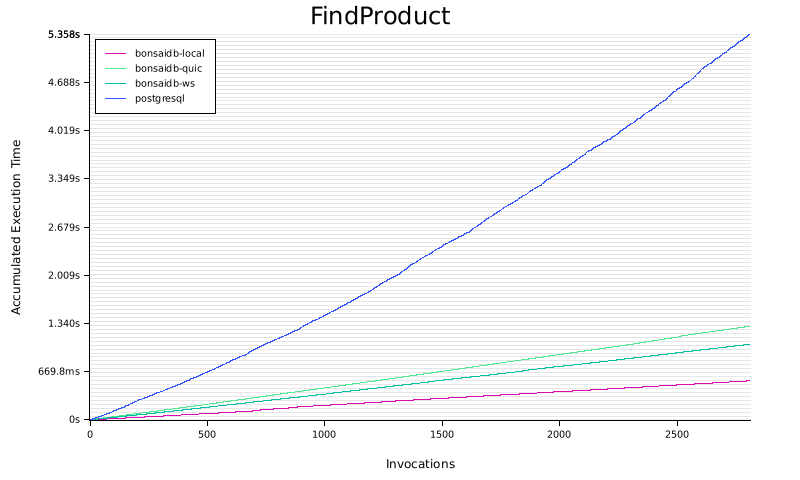 FindProduct
5.358s
bonsaidb-local
bonsaidb-quic
bonsaidb-ws
postgresql
4.688s
4.019s
3.349s
2.679s
2.009s
1.340s
669.8ms
0s
Accumulated Execution Time
0 500 1000 1500 2000 2500
Invocations